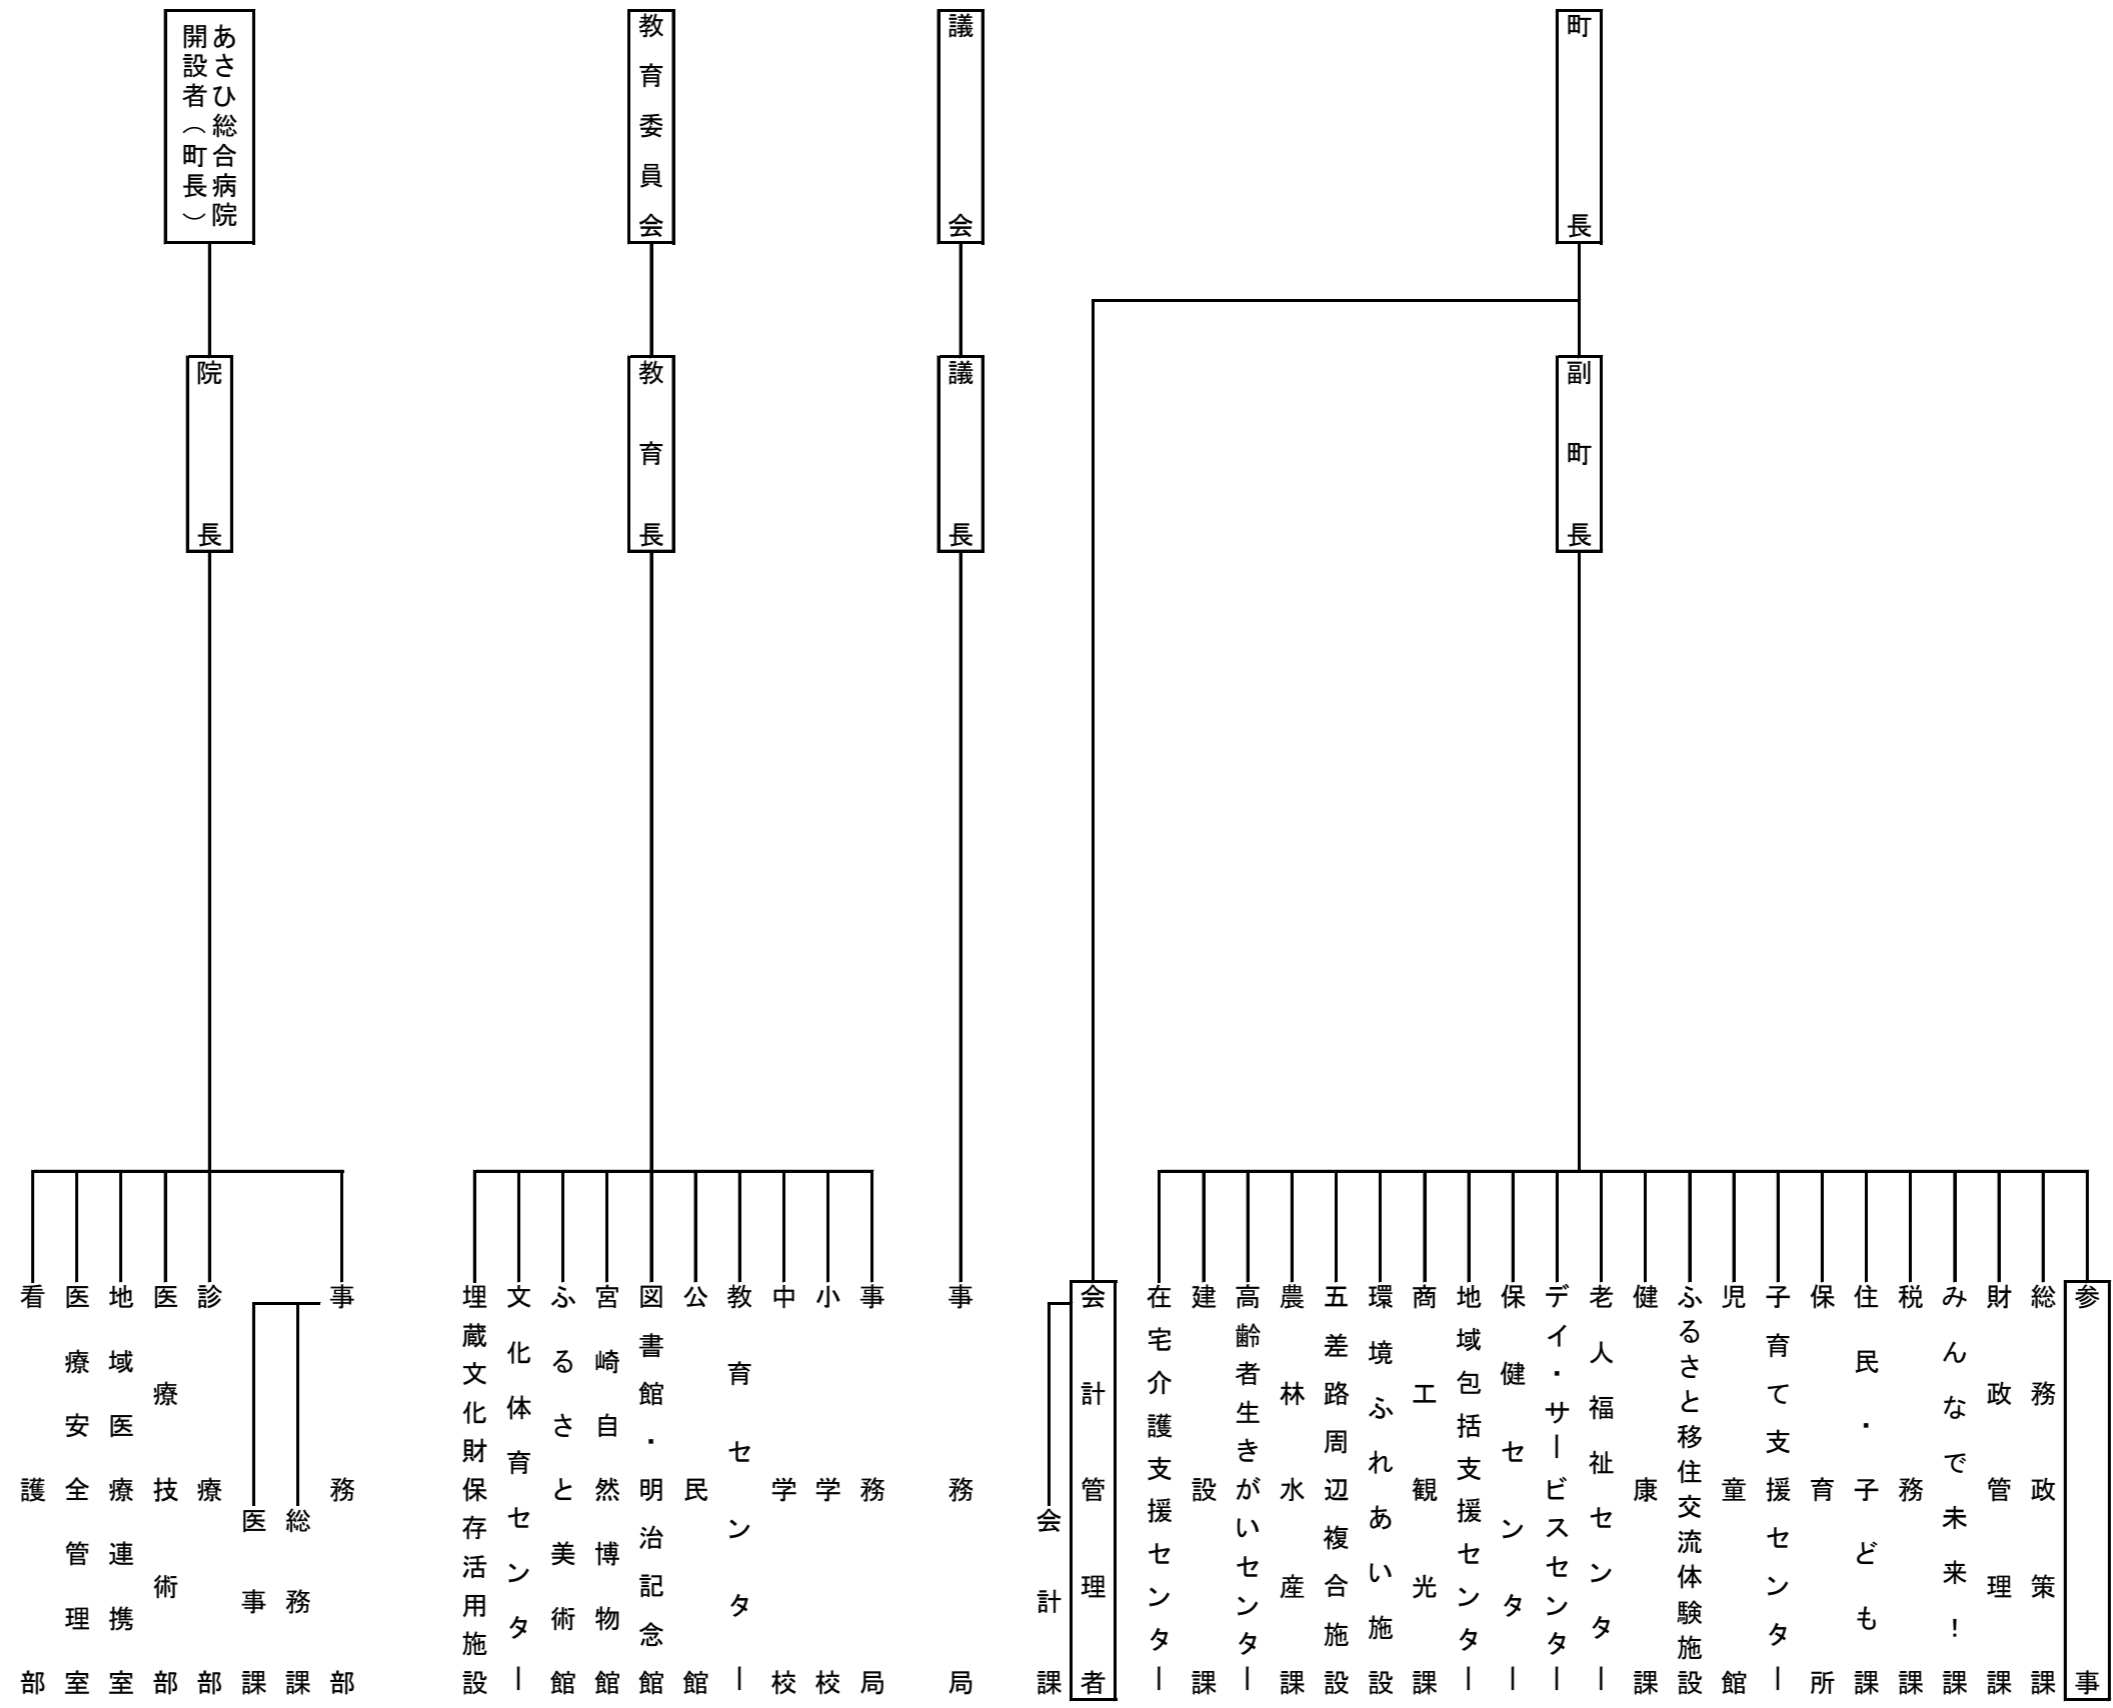 町長
副町長
参事
総務政策課
財政管理課
みんなで未来！課
税務課
住民・子ども課
保育所
子育て支援センター
児童館
ふるさと移住交流体験施設
健康課
老人福祉センター
デイ・サービスセンター
保健センター
地域包括支援センター
商工観光課
環境ふれあい施設
五差路周辺複合施設
農林水産課
高齢者生きがいセンター
建設課
在宅介護支援センター
会計管理者
会計課
議会
議長
事務局
教育委員会
教育長
事務局
小学校
中学校
教育センター
公民館
図書館・明治記念館
宮崎自然博物館
ふるさと美術館
文化体育センター
埋蔵文化財保存活用施設
あさひ総合病院
開設者（町長）
院長
事務部
総務課
医事課
診療部
医療技術部
地域医療連携室
医療安全管理室
看護部